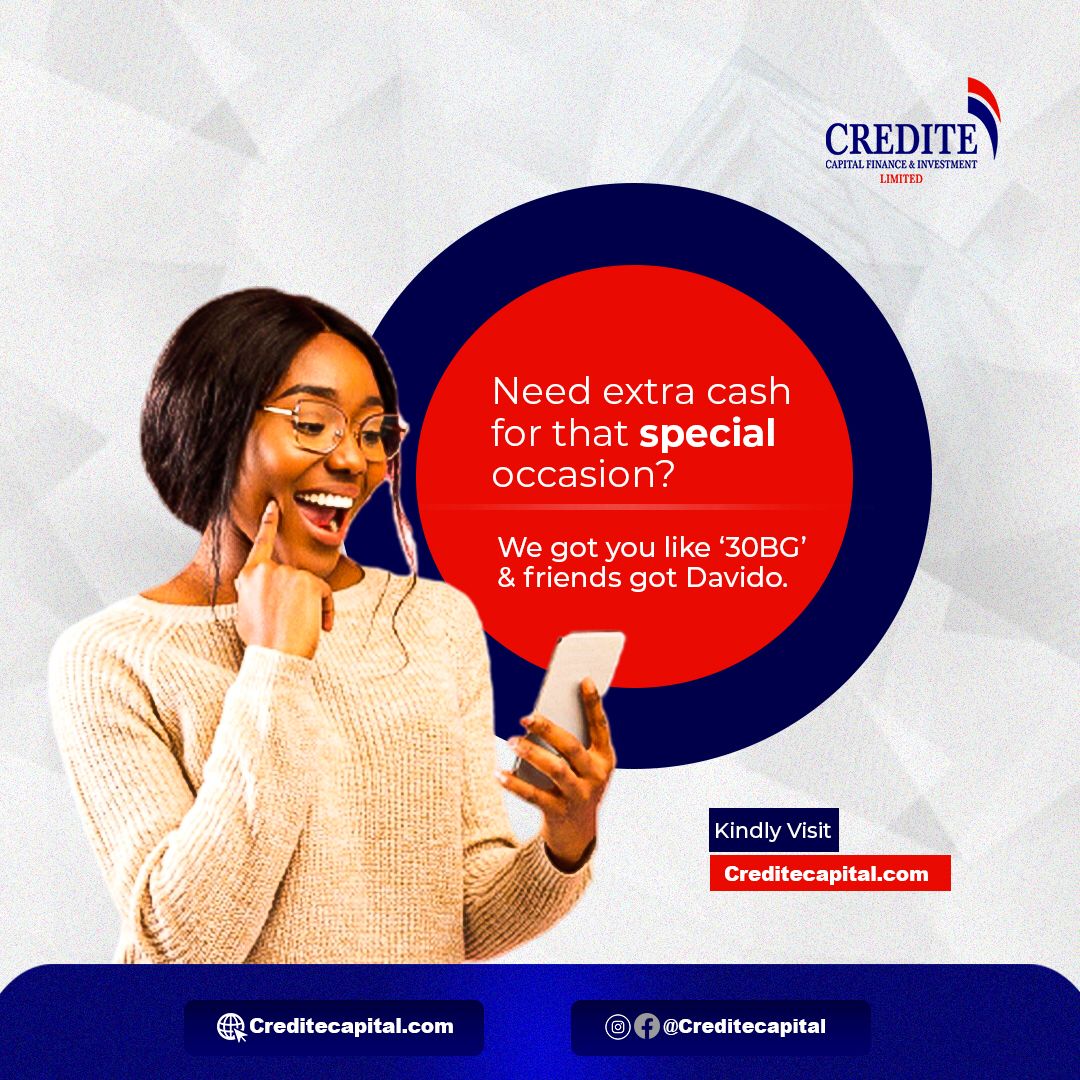 CREDITE
CAPITAL FINANCE & INVESTMENT
LIMITED
Need extra cash
for that special
occasion?
We got you like ‘30BG’
& friends got Davido.
Kindly Visit
Creditecapital.com
Creditecapital.com
@Creditecapital